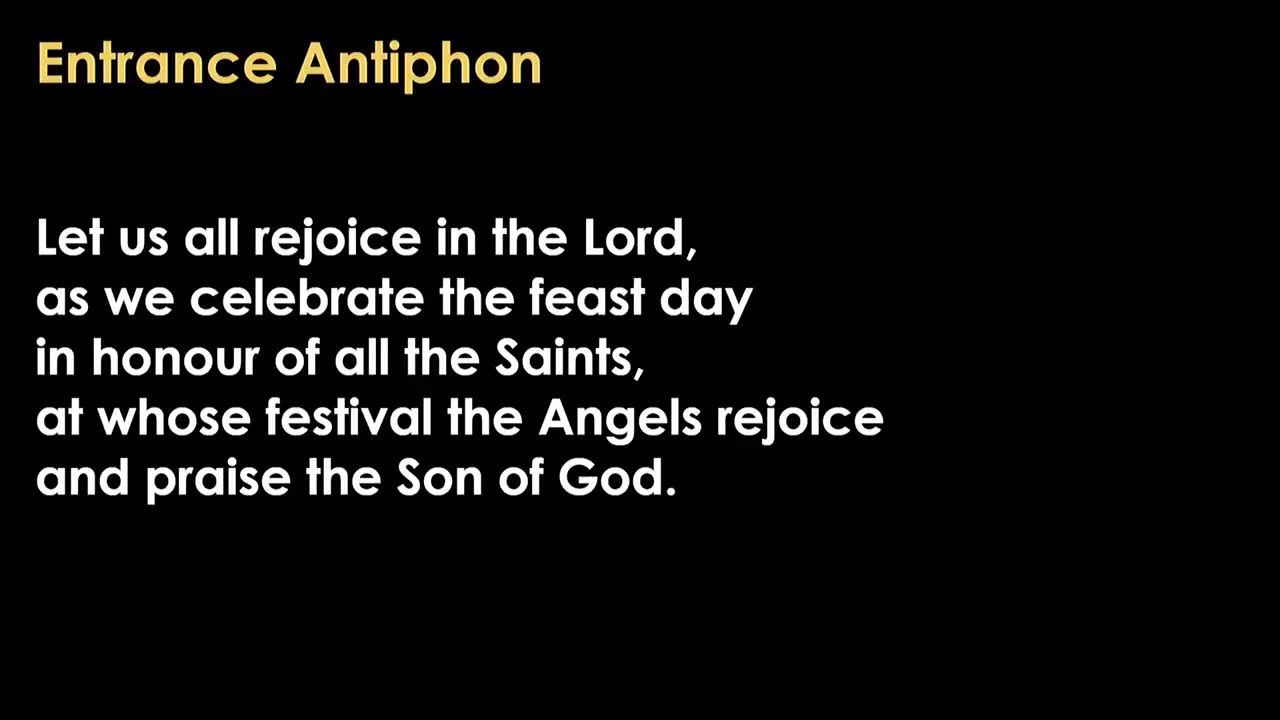 Entrance Antiphon
Let us all rejoice in the Lord,
as we celebrate the feast day
in honour of all the Saints,
at whose festival the Angels rejoice
and praise the Son of God.